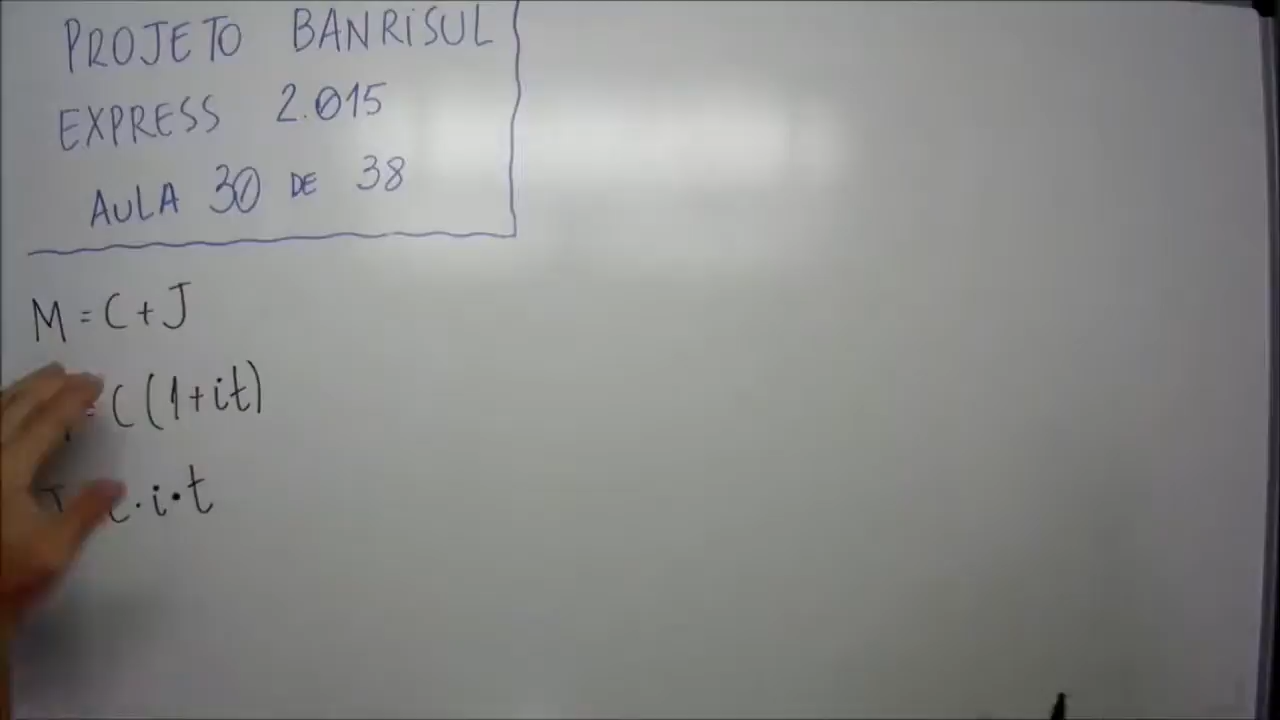 PROJETO BANRiSUL
EXPRESS 2.015
AULA 30 DE 38
M = C + J
= C (1+it)
· i · t